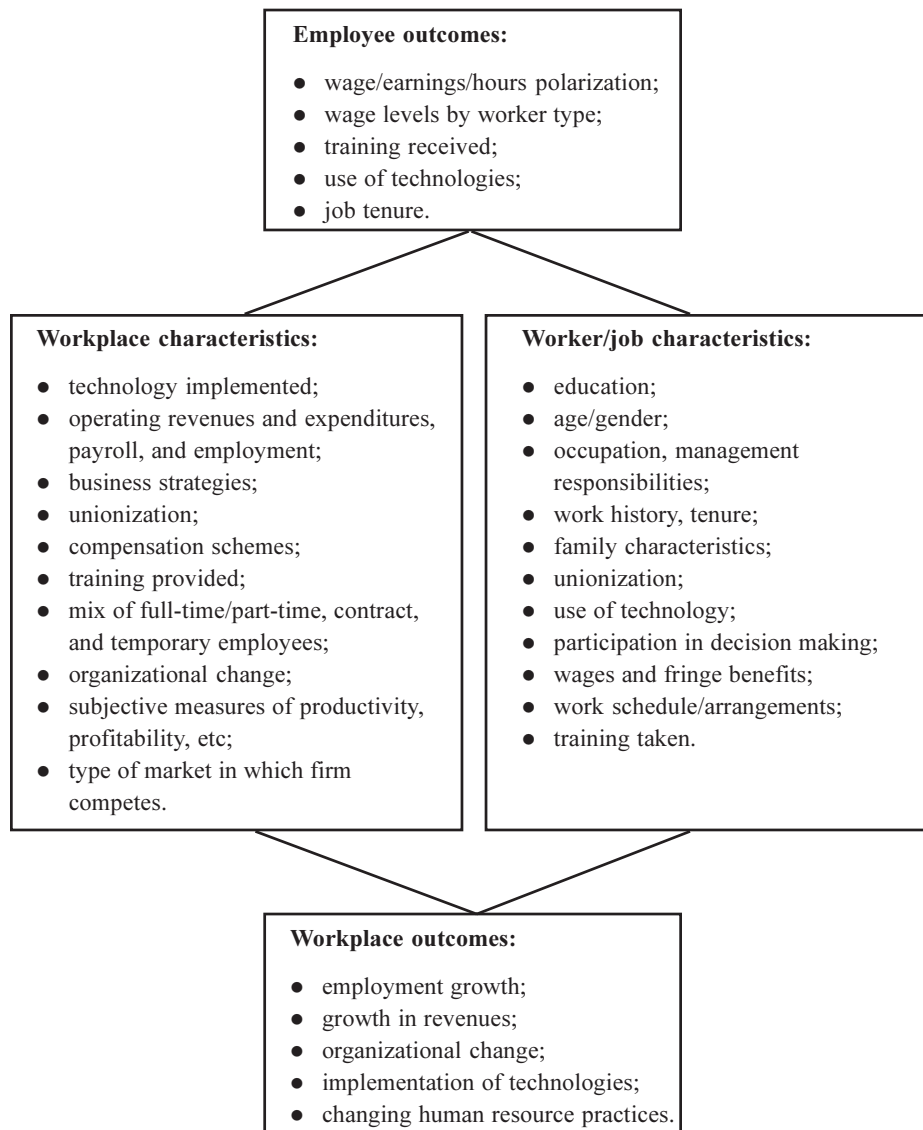 Employee outcomes:
● wage/earnings/hours polarization;
● wage levels by worker type;
● training received;
● use of technologies;
● job tenure.
Workplace characteristics:
● technology implemented;
● operating revenues and expenditures,
payroll, and employment;
● business strategies;
● unionization;
● compensation schemes;
● training provided;
● mix of full-time/part-time, contract,
and temporary employees;
● organizational change;
● subjective measures of productivity,
profitability, etc;
● type of market in which firm
competes.
Worker/job characteristics:
● education;
● age/gender;
● occupation, management
responsibilities;
● work history, tenure;
● family characteristics;
● unionization;
● use of technology;
● participation in decision making;
● wages and fringe benefits;
● work schedule/arrangements;
● training taken.
Workplace outcomes:
● employment growth;
● growth in revenues;
● organizational change;
● implementation of technologies;
● changing human resource practices.